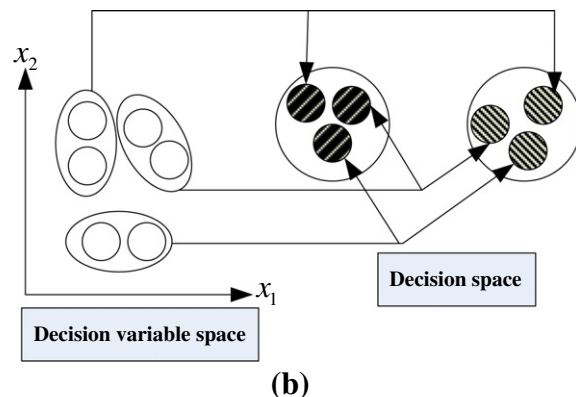 x2
x1
Decision space
Decision variable space
(b)